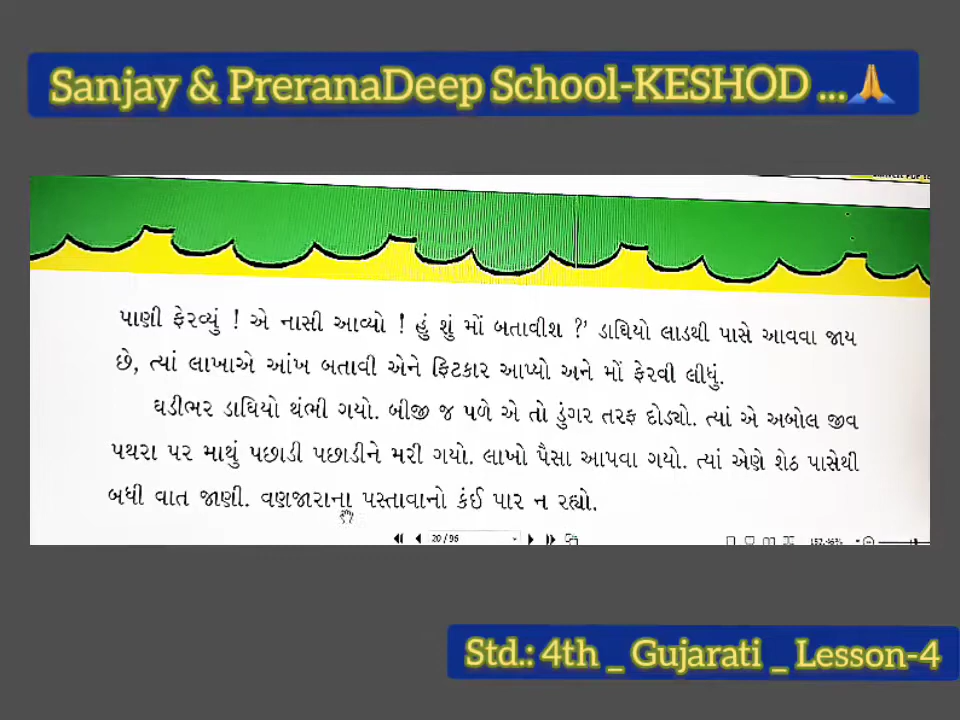 Sanjay & PreranaDeep School-KESHOD ...🙏
પાણી ફેરવ્યું ! એ નાસી આવ્યો ! હું શું મોં બતાવીશ ?' ડાઘિયો લાડથી પાસે આવવા જાય
છે, ત્યાં લાખાએ આંખ બતાવી એને ફિટકાર આપ્યો અને મોં ફેરવી લીધું.
ઘડીભર ડાઘિયો થંભી ગયો. બીજી જ પળે એ તો ડુંગર તરફ દોડ્યો. ત્યાં એ અબોલ જીવ
પથરા પર માથું પછાડી પછાડીને મરી ગયો. લાખો પૈસા આપવા ગયો. ત્યાં એણે શેઠ પાસેથી
બધી વાત જાણી. વણજારાના પસ્તાવાનો કંઈ પાર ન રહ્યો.
20 / 96
Std.: 4th _ Gujarati _ Lesson-4